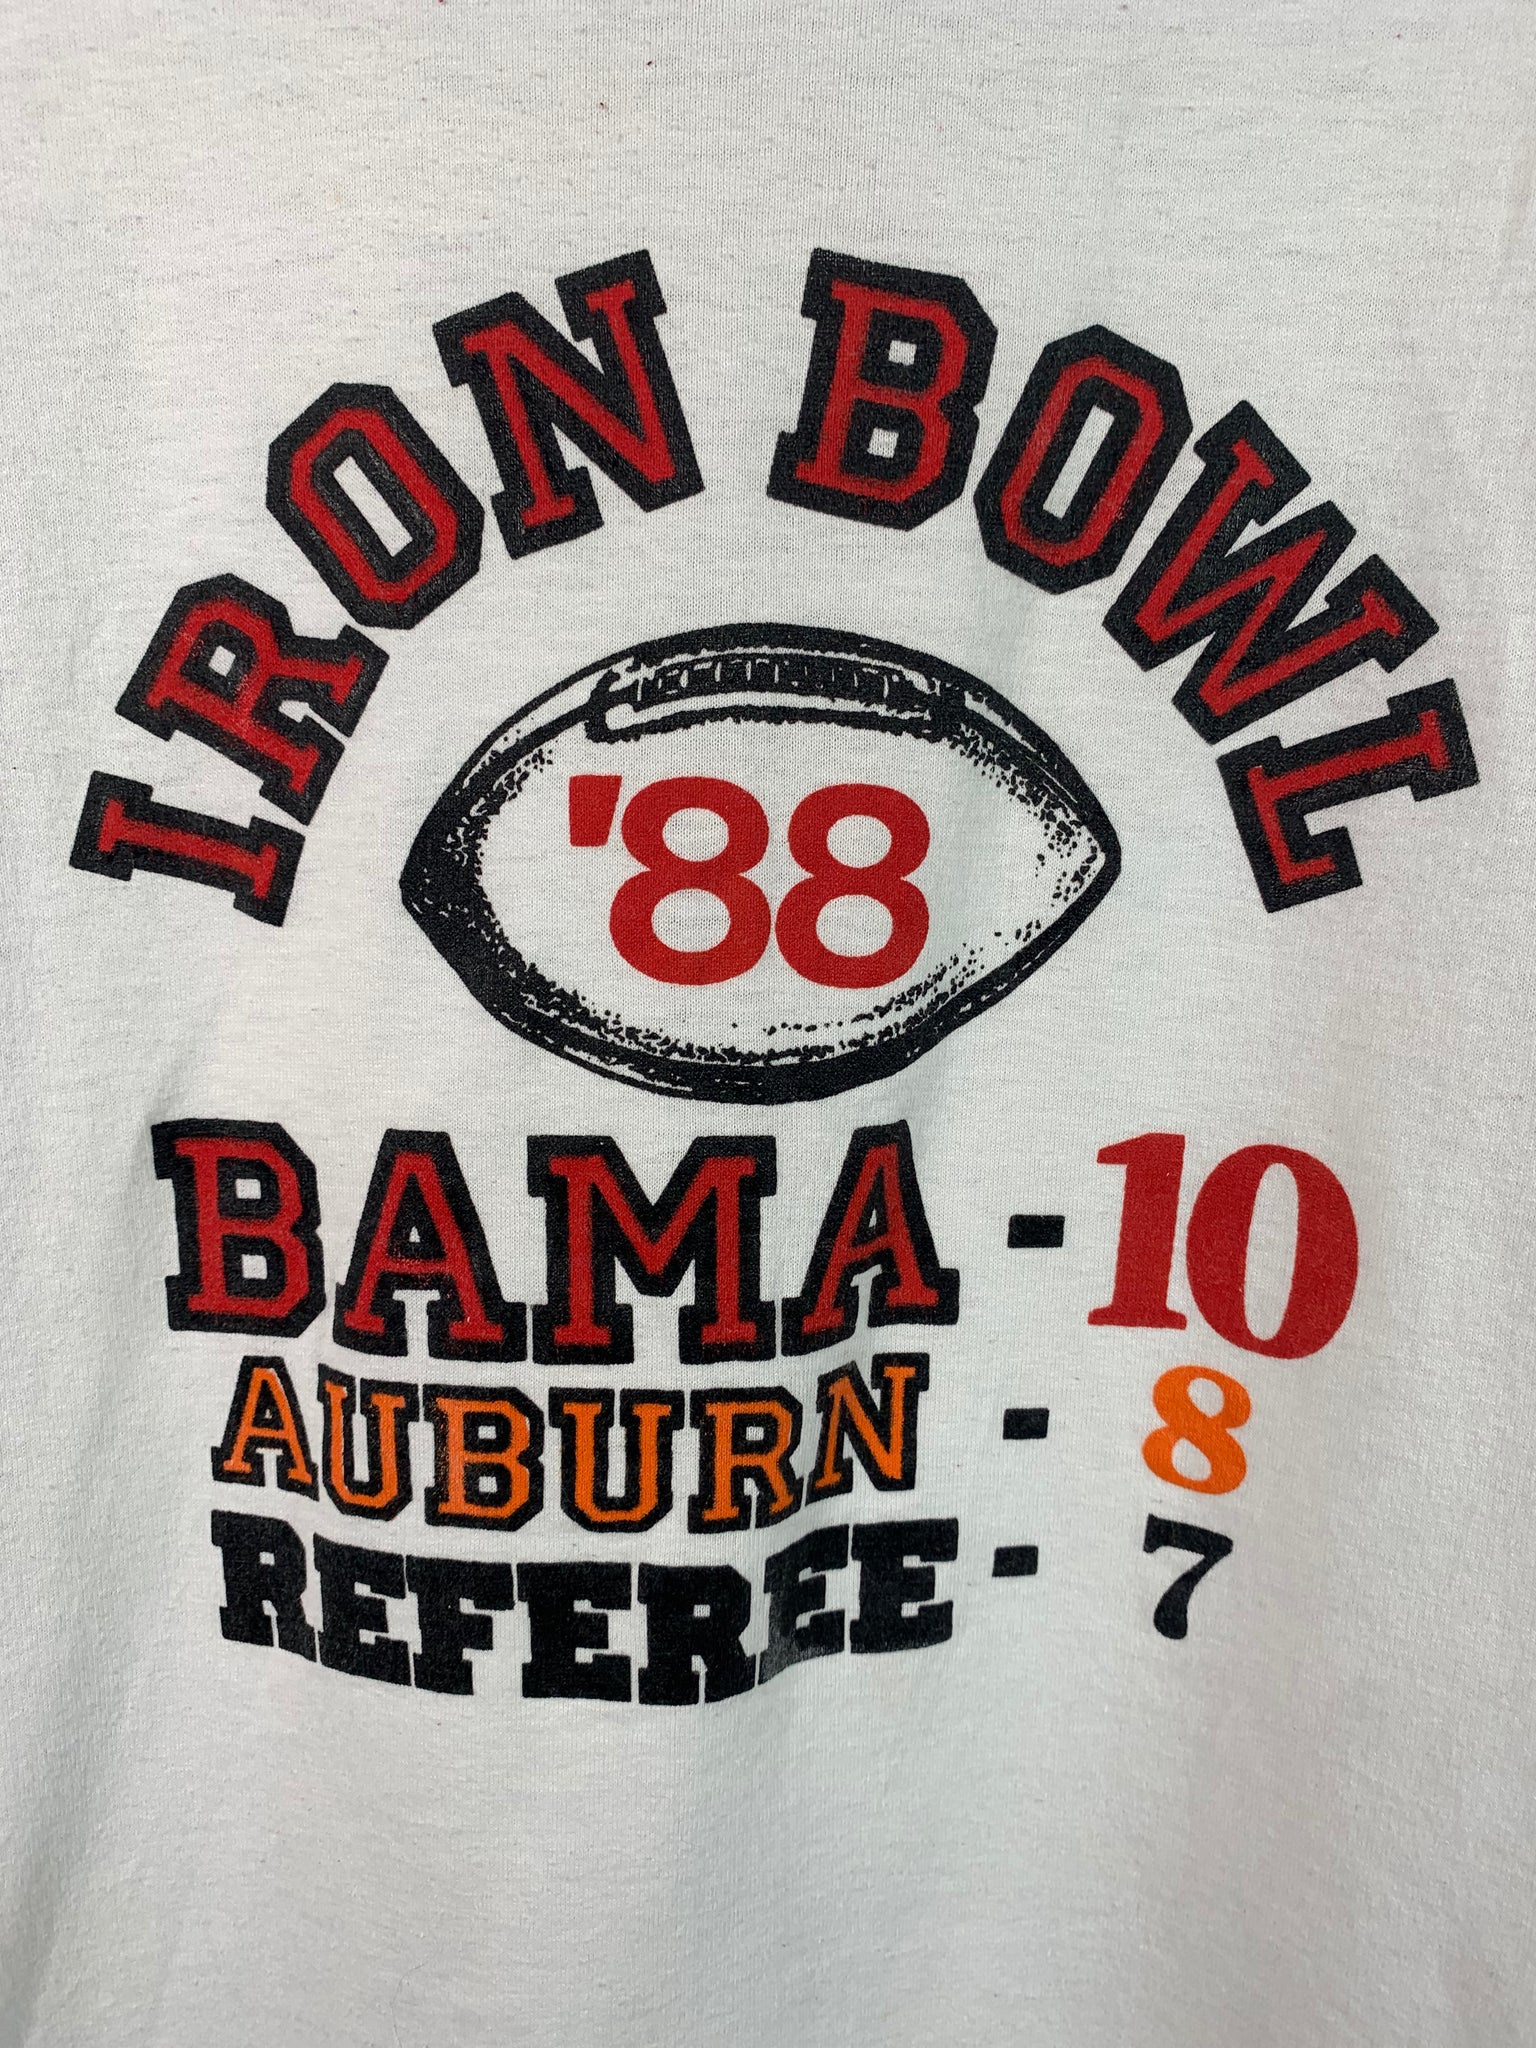 IRON BOWL
'88
BAMA - 10
AUBURN - 8
REFEREE - 7